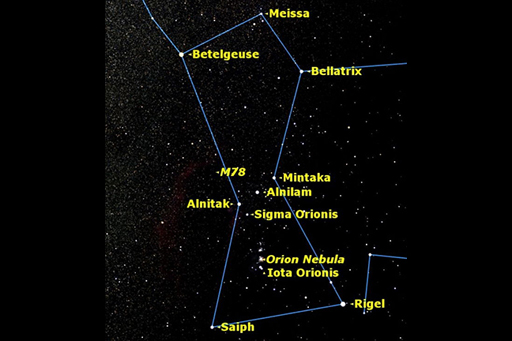 Meissa
Betelgeuse
Bellatrix
M78
Mintaka
Alnilam
Alnitak
Sigma Orionis
Orion Nebula
Iota Orionis
Rigel
Saiph